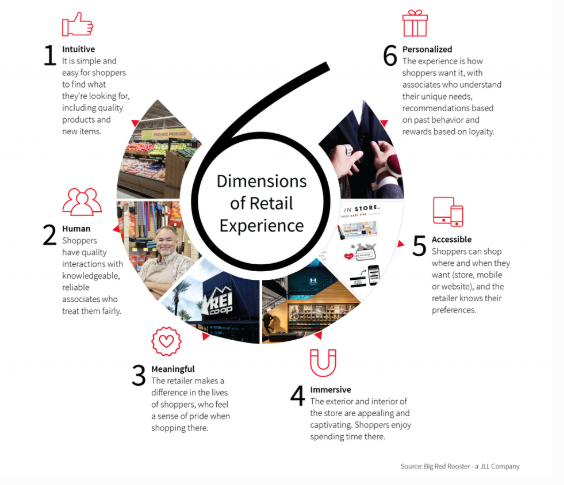 1
Intuitive
It is simple and
easy for shoppers
to find what
they're looking for,
including quality
products and
new items.
2
Human
Shoppers
have quality
interactions with
knowledgeable,
reliable
associates who
treat them fairly.
3
Meaningful
The retailer makes a
difference in the lives
of shoppers, who feel
a sense of pride when
shopping there.
4
Immersive
The exterior and interior of
the store are appealing and
captivating. Shoppers enjoy
spending time there.
5
Accessible
Shoppers can shop
where and when they
want (store, mobile
or website), and the
retailer knows their
preferences.
6
Personalized
The experience is how
shoppers want it, with
associates who understand
their unique needs,
recommendations based
on past behavior and
rewards based on loyalty.
6
Dimensions
of Retail
Experience
REI
co-op
IN STORE.
Source: Big Red Rooster - a JLL Company